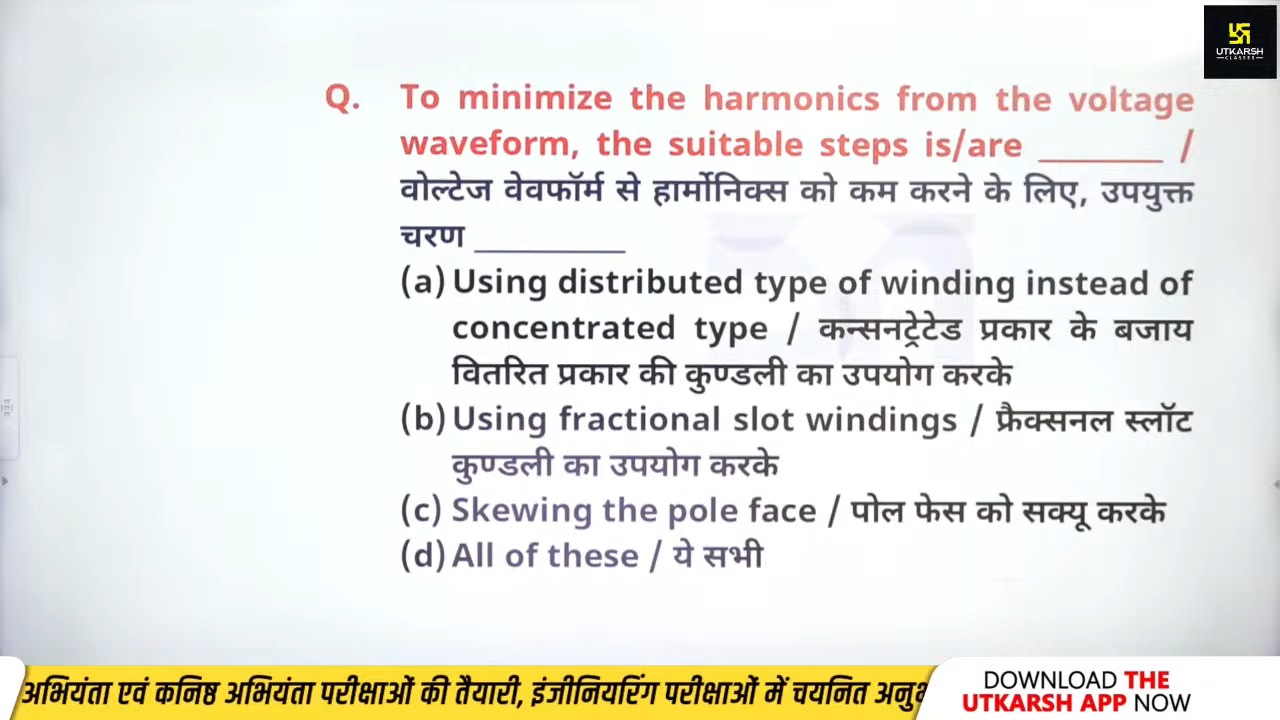 UTKARSH
CLASSES
Q. To minimize the harmonics from the voltage
waveform, the suitable steps is/are ________ /
वोल्टेज वेवफॉर्म से हार्मोनिक्स को कम करने के लिए, उपयुक्त
चरण __________
(a) Using distributed type of winding instead of
concentrated type / कन्सनट्रेटेड प्रकार के बजाय
वितरित प्रकार की कुण्डली का उपयोग करके
(b) Using fractional slot windings / फ्रैक्सनल स्लॉट
कुण्डली का उपयोग करके
(c) Skewing the pole face / पोल फेस को सक्यू करके
(d) All of these / ये सभी
अभियंता एवं कनिष्ठ अभियंता परीक्षाओं की तैयारी, इंजीनियरिंग परीक्षाओं में चयनित
DOWNLOAD THE
UTKARSH APP NOW